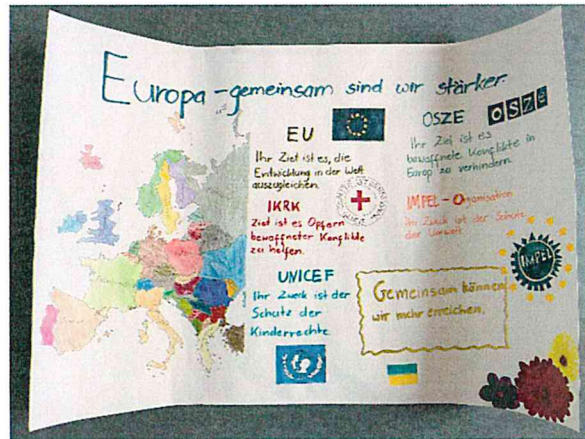 Europa - gemeinsam sind wir stärker
EU
Ihr Ziel ist es, die
Entwicklung in der Welt
auszugleichen.
IKRK
Ziel ist es Opfern
bewaffneter Konflikte
zu helfen.
UNICEF
Ihr Zweck ist der
Schutz der
Kinderrechte
OSZE
OSZE
Ihr Ziel ist es
bewaffnete Konflikte in
Europ zu verhindern.
IMPEL - Organisation
Ihr Zweck ist der Schutz
der Umwelt
IMPEL
Gemeinsam können
wir mehr erreichen.